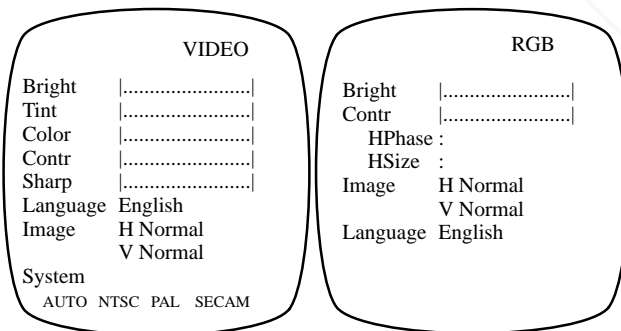 VIDEO
Bright |.......................|
Tint |.......................|
Color |.......................|
Contr |.......................|
Sharp |.......................|
Language English
Image H Normal
V Normal
System
AUTO NTSC PAL SECAM
RGB
Bright |.......................|
Contr |.......................|
HPhase :
HSize :
Image H Normal
V Normal
Language English